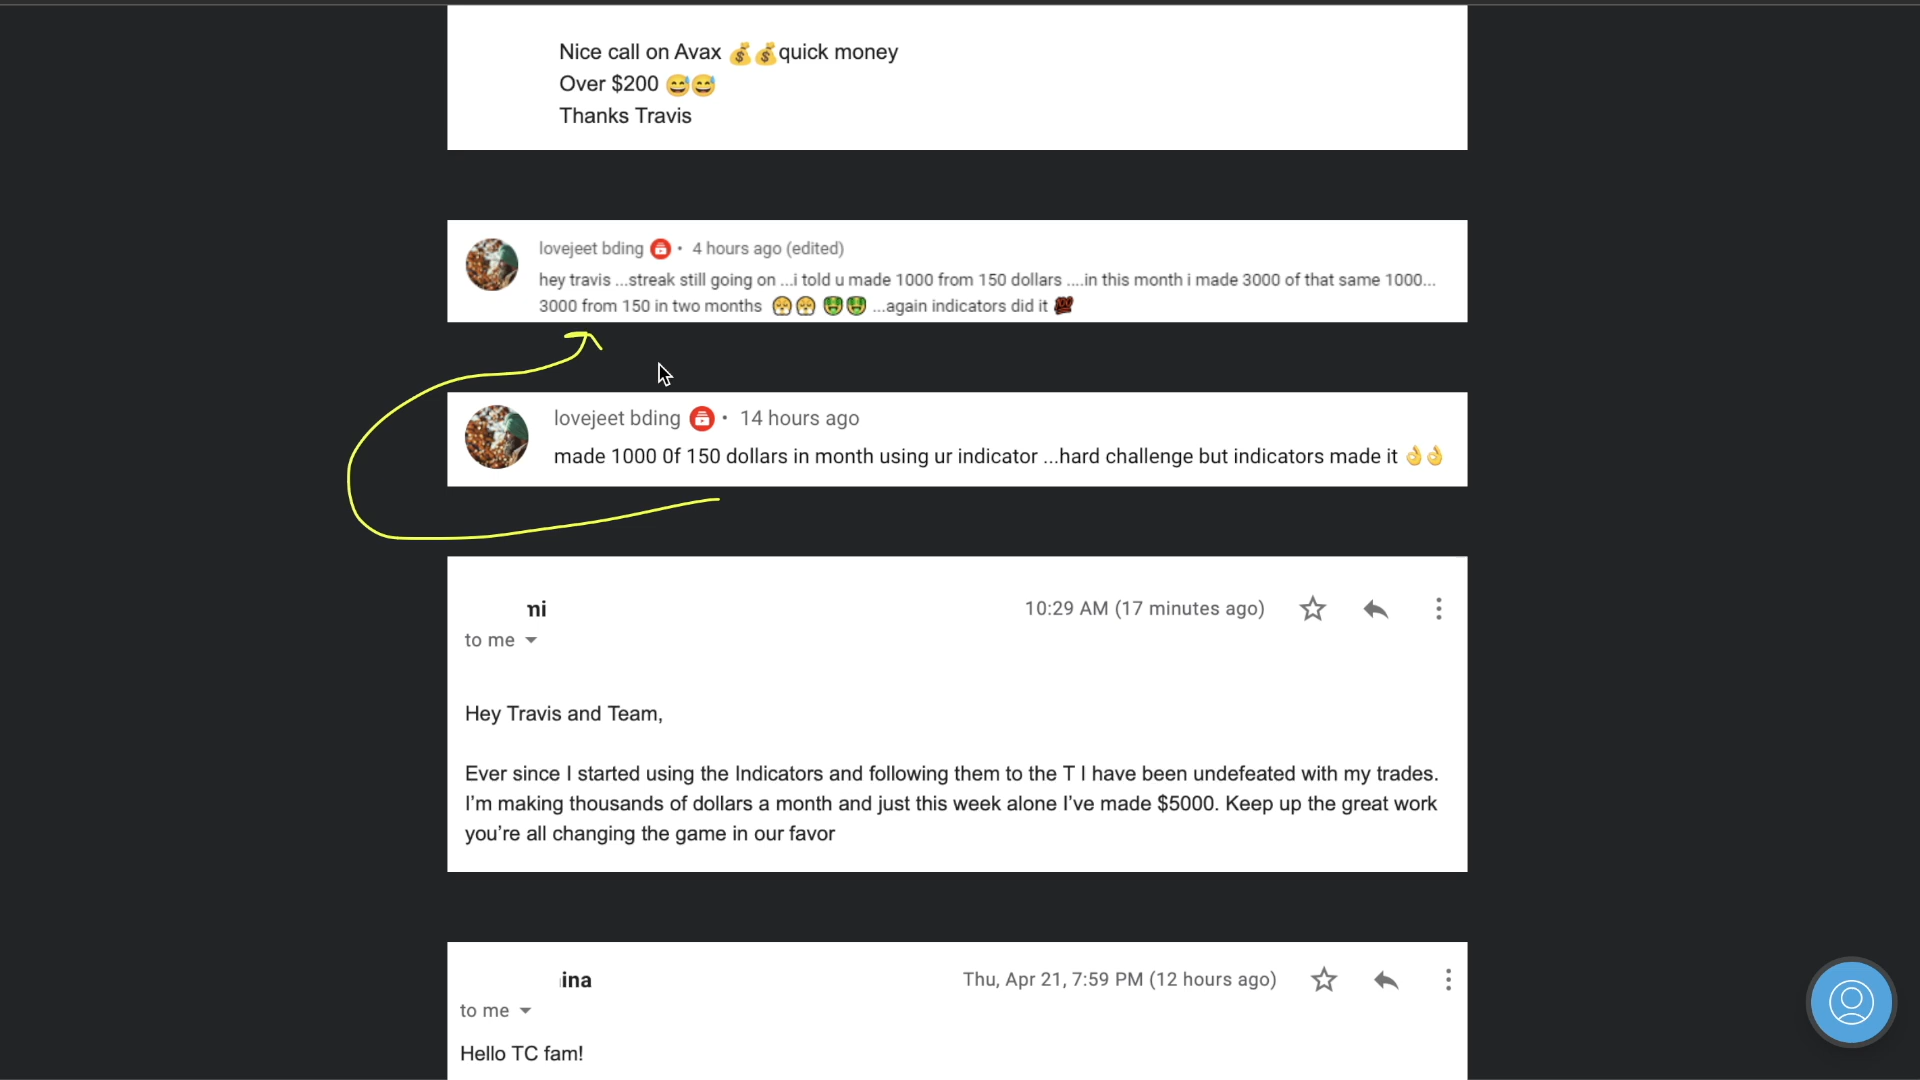 Nice call on Avax 💰💰quick money
Over $200 😅😅
Thanks Travis
lovejeet bding • 4 hours ago (edited)
hey travis ...streak still going on ...i told u made 1000 from 150 dollars ....in this month i made 3000 of that same 1000...
3000 from 150 in two months 😤😤 🤑🤑 ...again indicators did it 💯
lovejeet bding • 14 hours ago
made 1000 0f 150 dollars in month using ur indicator ...hard challenge but indicators made it 👌👌
mi 10:29 AM (17 minutes ago)
to me
Hey Travis and Team,
Ever since I started using the Indicators and following them to the T I have been undefeated with my trades.
I’m making thousands of dollars a month and just this week alone I’ve made $5000. Keep up the great work
you’re all changing the game in our favor
ina Thu, Apr 21, 7:59 PM (12 hours ago)
to me
Hello TC fam!